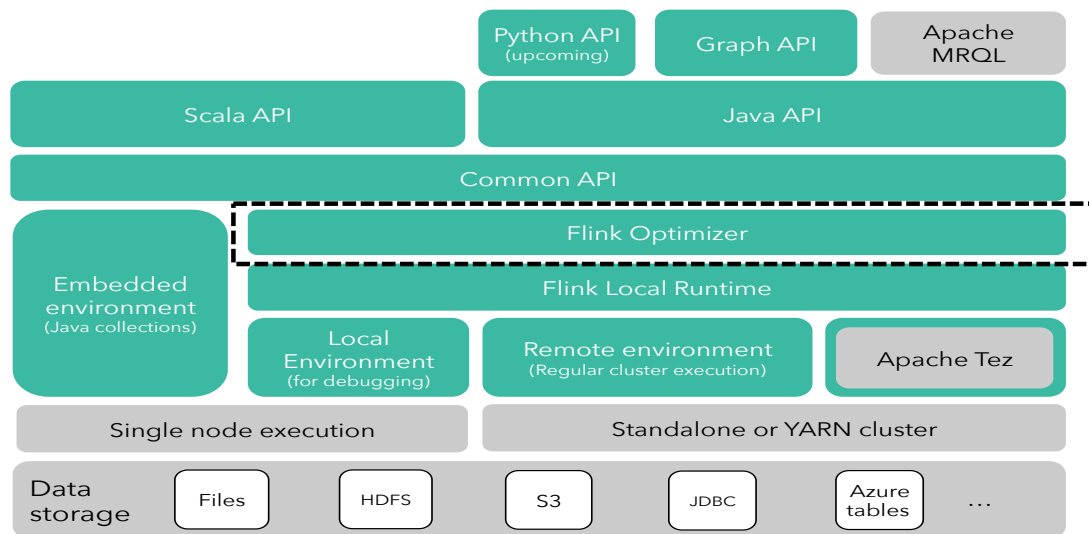 Python API
(upcoming)
Graph API
Apache
MRQL
Scala API
Java API
Common API
Flink Optimizer
Embedded
environment
(Java collections)
Flink Local Runtime
Local
Environment
(for debugging)
Remote environment
(Regular cluster execution)
Apache Tez
Single node execution
Standalone or YARN cluster
Data
storage
Files
HDFS
S3
JDBC
Azure
tables
...